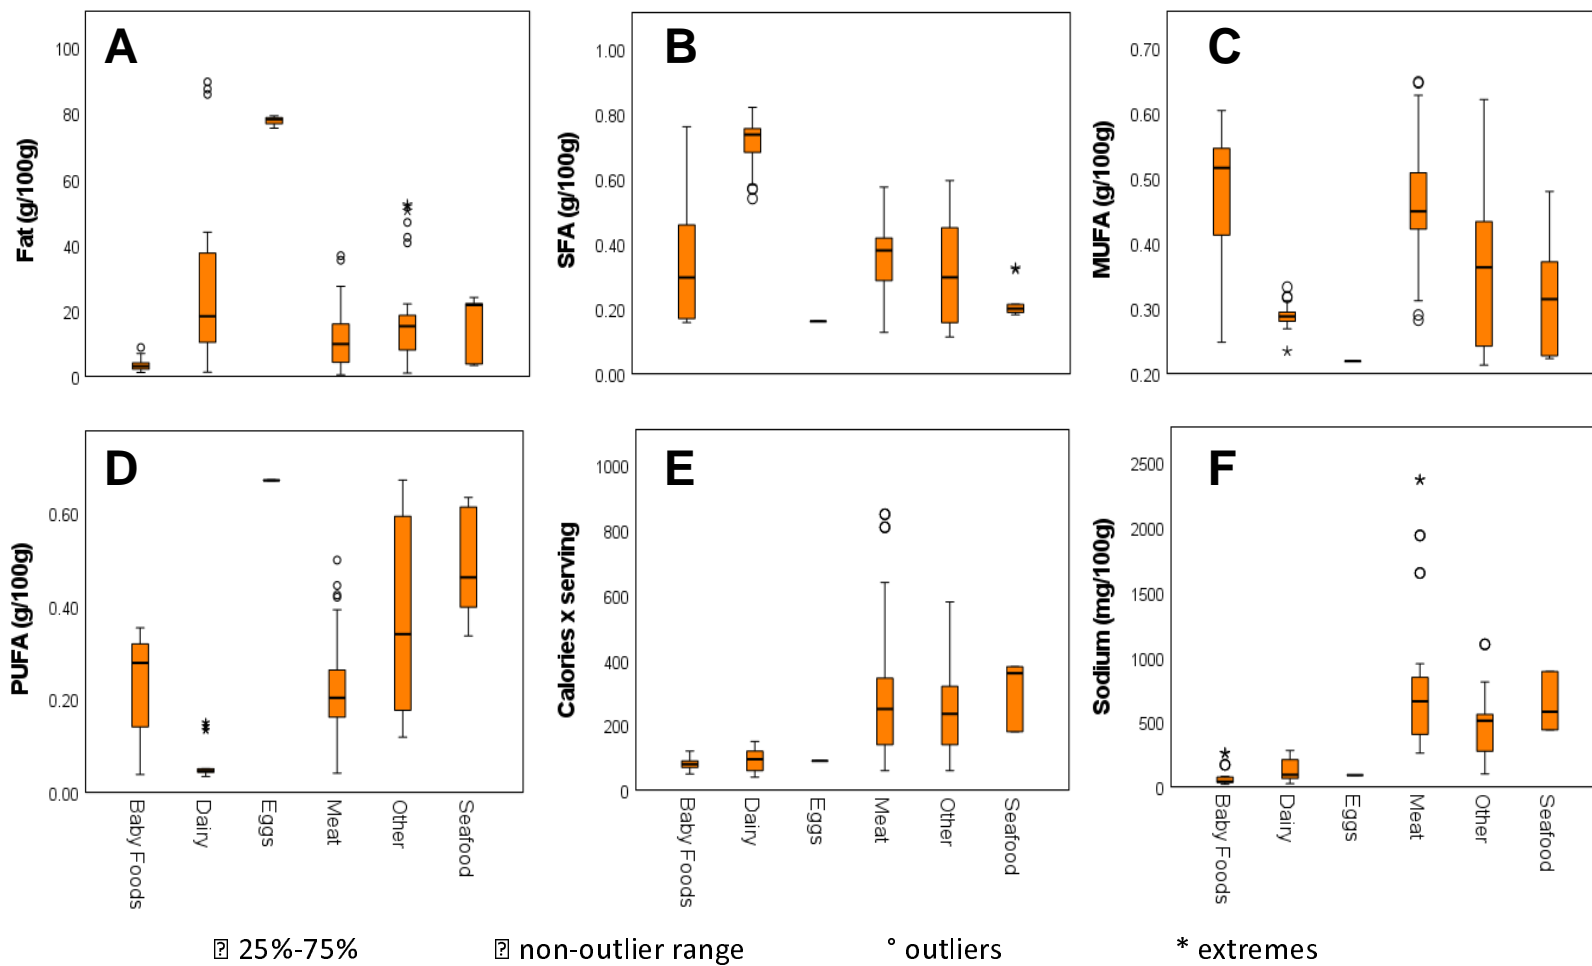 A
Fat (g/100g)
100
80
60
40
20
0
B
SFA (g/100g)
1.00
0.80
0.60
0.40
0.20
0.00
C
MUFA (g/100g)
0.70
0.60
0.50
0.40
0.30
0.20
D
PUFA (g/100g)
0.60
0.40
0.20
0.00
Baby Foods
Dairy
Eggs
Meat
Other
Seafood
E
Calories x serving
1000
800
600
400
200
0
Baby Foods
Dairy
Eggs
Meat
Other
Seafood
F
Sodium (mg/100g)
2500
2000
1500
1000
500
0
Baby Foods
Dairy
Eggs
Meat
Other
Seafood
25%-75% non-outlier range ° outliers * extremes